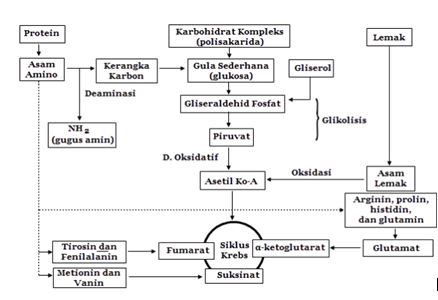 Protein
Karbohidrat Kompleks
(polisakarida)
Lemak
Asam
Amino
Kerangka
Karbon
Gula Sederhana
(glukosa)
Gliserol
Deaminasi
Gliseraldehid Fosfat
Glikolisis
NH2
(gugus amin)
Piruvat
D. Oksidatif
Oksidasi
Asetil Ko-A
Asam
Lemak
Arginin, prolin,
histidin,
dan glutamin
Tirosin dan
Fenilalanin
Fumarat
Siklus
Krebs
α-ketoglutarat
Glutamat
Metionin dan
Vanin
Suksinat